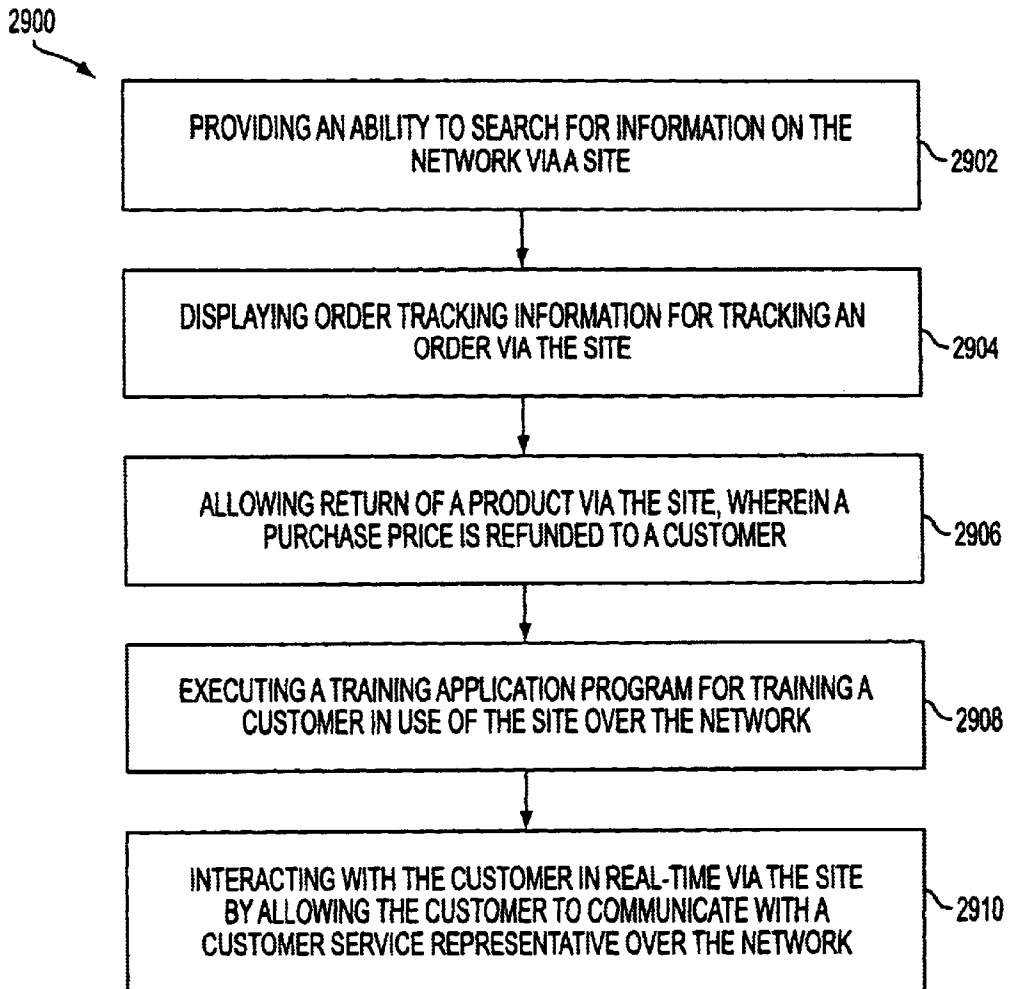 2900
PROVIDING AN ABILITY TO SEARCH FOR INFORMATION ON THE
NETWORK VIA A SITE
2902
DISPLAYING ORDER TRACKING INFORMATION FOR TRACKING AN
ORDER VIA THE SITE
2904
ALLOWING RETURN OF A PRODUCT VIA THE SITE, WHEREIN A
PURCHASE PRICE IS REFUNDED TO A CUSTOMER
2906
EXECUTING A TRAINING APPLICATION PROGRAM FOR TRAINING A
CUSTOMER IN USE OF THE SITE OVER THE NETWORK
2908
INTERACTING WITH THE CUSTOMER IN REAL-TIME VIA THE SITE
BY ALLOWING THE CUSTOMER TO COMMUNICATE WITH A
CUSTOMER SERVICE REPRESENTATIVE OVER THE NETWORK
2910